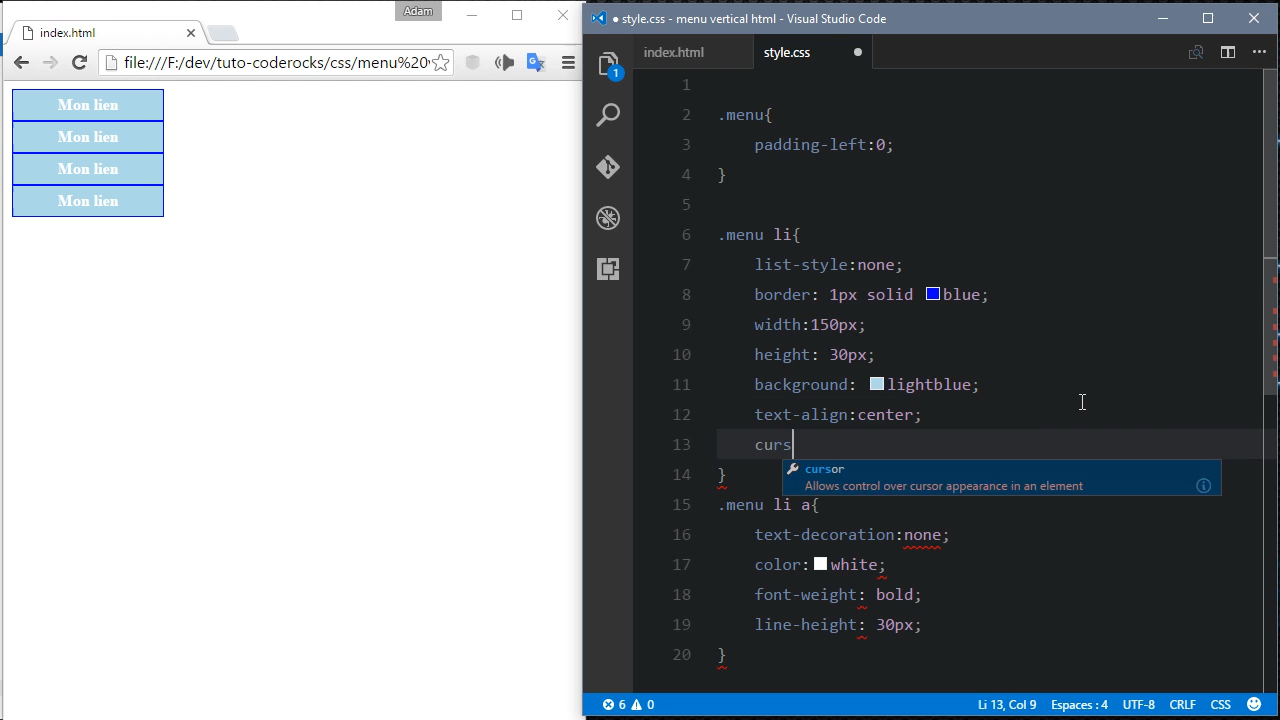 Adam
index.html
file:///F:/dev/tuto-coderocks/css/menu%20
Mon lien
Mon lien
Mon lien
Mon lien
● style.css - menu vertical html - Visual Studio Code
index.html
style.css
1
1
2 .menu{
3 padding-left:0;
4 }
5
6 .menu li{
7 list-style:none;
8 border: 1px solid blue;
9 width:150px;
10 height: 30px;
11 background: lightblue;
12 text-align:center;
13 curs
cursor
Allows control over cursor appearance in an element
14 }
15 .menu li a{
16 text-decoration:none;
17 color:white;
18 font-weight: bold;
19 line-height: 30px;
20 }
6 0
Li 13, Col 9
Espaces : 4
UTF-8
CRLF
CSS